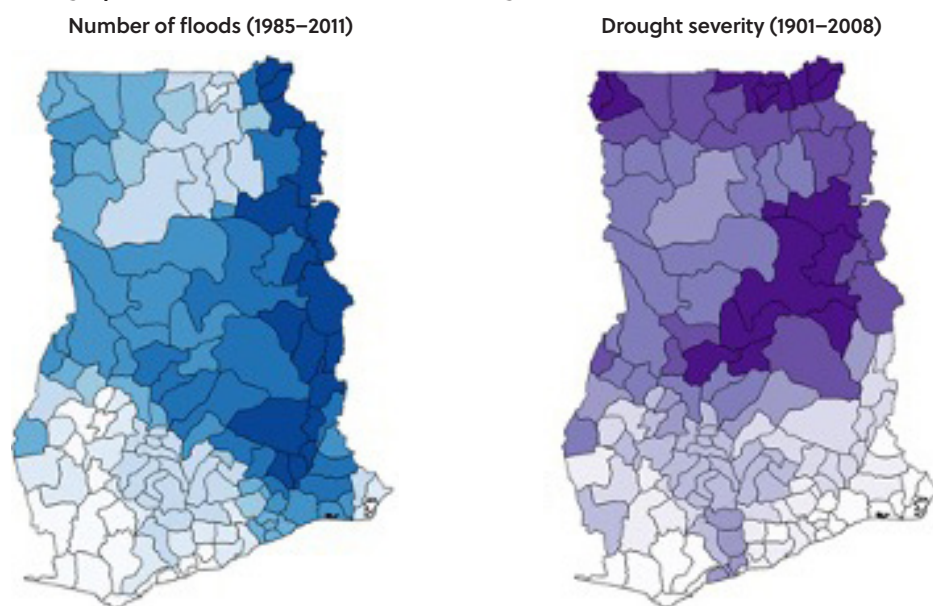 Number of floods (1985–2011)
Drought severity (1901–2008)